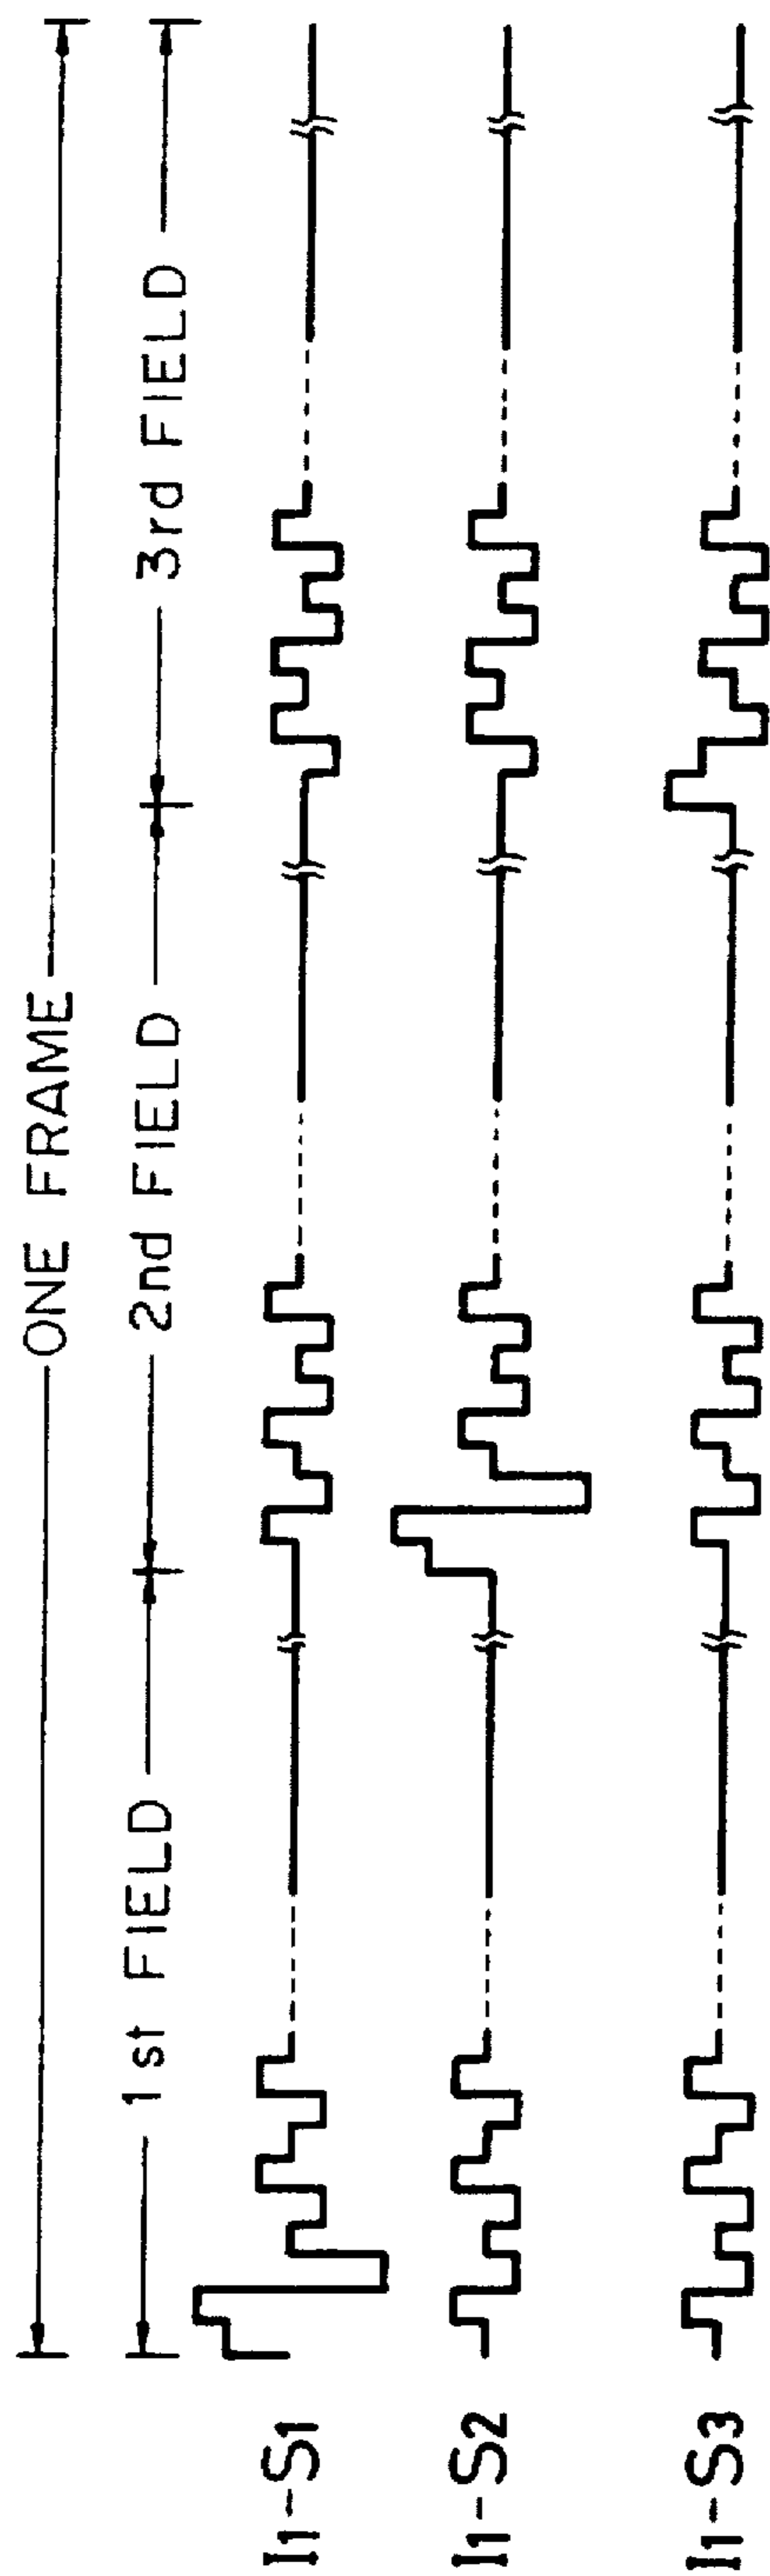 ONE FRAME
1st FIELD
2nd FIELD
3rd FIELD
I1-S1
I1-S2
I1-S3